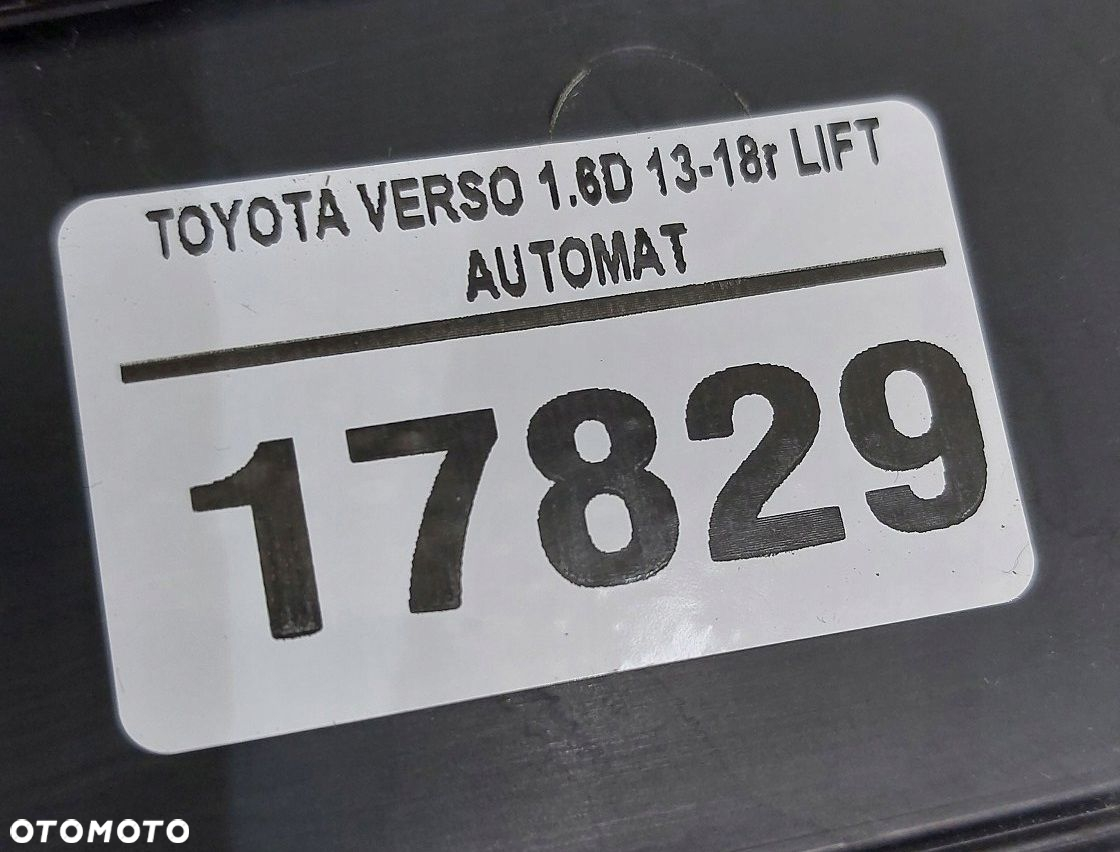 TOYOTA VERSO 1.6D 13-18r LIFT
AUTOMAT
17829
OTOMOTO